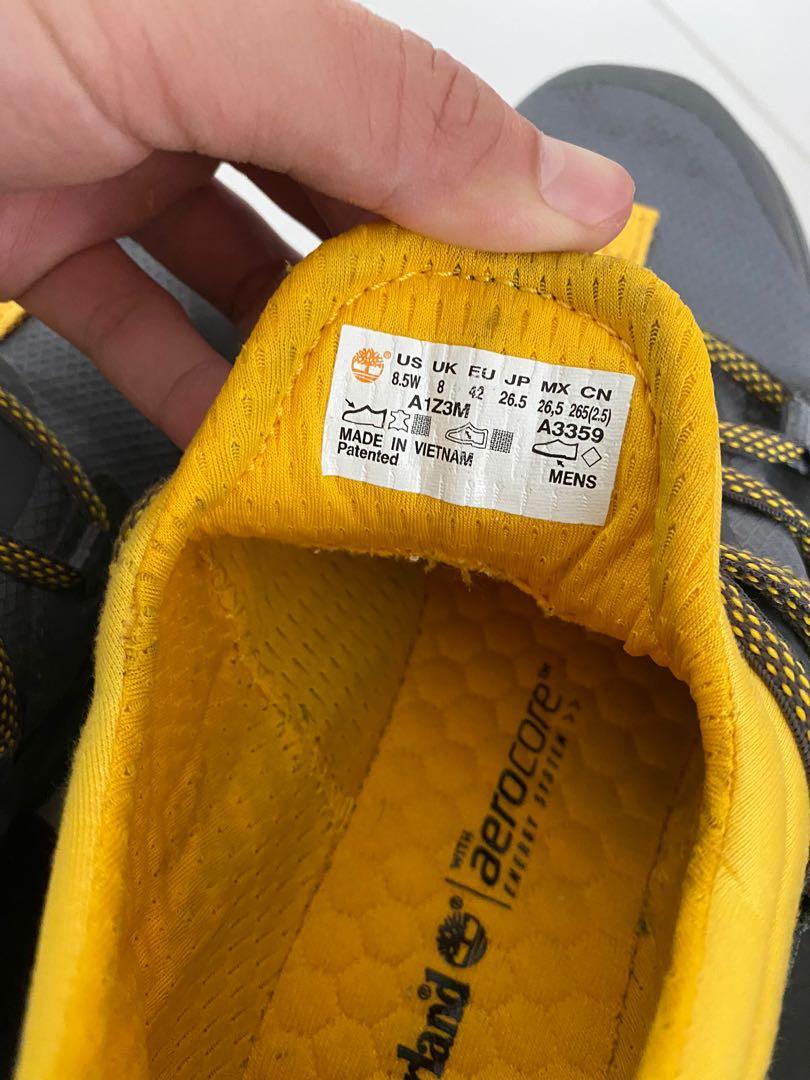 US UK EU JP MX CN
8.5W 8 42 26.5 26,5 265(2.5)
A1Z3M A3359
MADE IN VIETNAM
Patented
MENS
WITH
aerocore™
ENERGY SYSTEM >>
rland ®